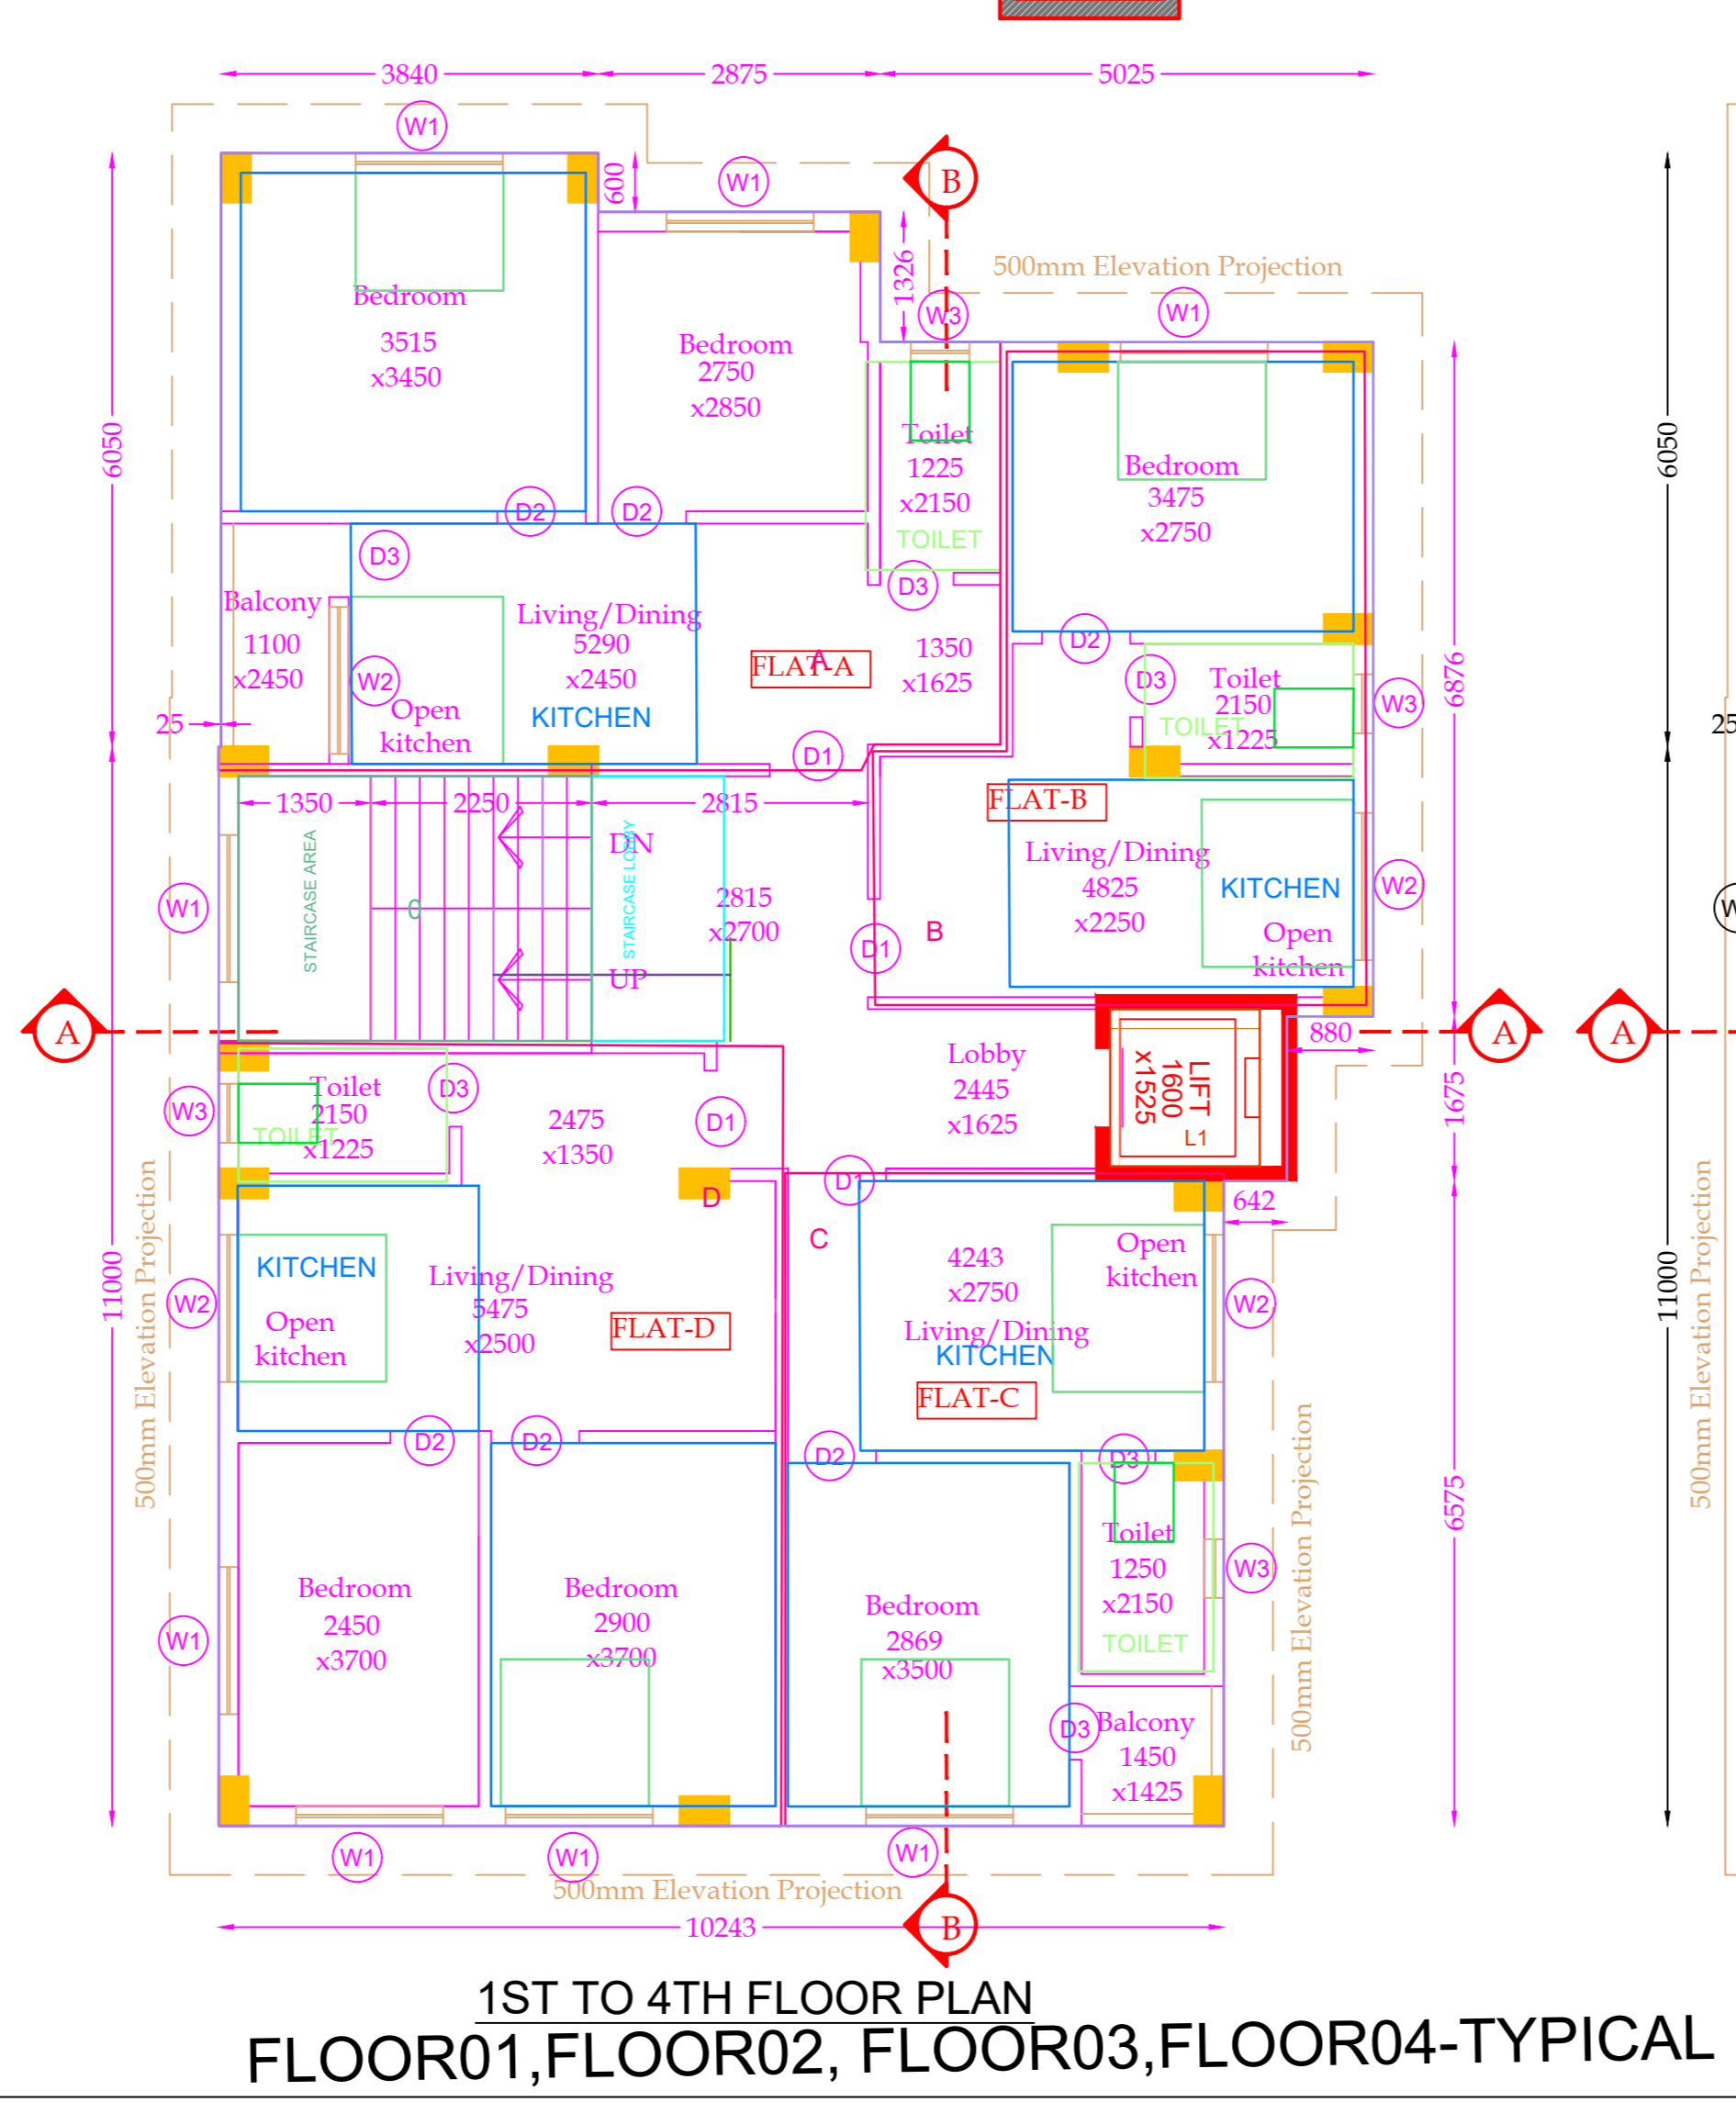 3840
2875
5025
W1
W1
B
600
1326
500mm Elevation Projection
W3
W1
Bedroom
3515
x3450
Bedroom
2750
x2850
Toilet
1225
x2150
TOILET
Bedroom
3475
x2750
6050
6050
6876
D2
D2
D3
D3
Balcony
1100
x2450
W2
Living/Dining
5290
x2450
Open
kitchen
KITCHEN
FLAT-A
A
1350
x1625
D2
D3
Toilet
2150
x1225
TOILET
W3
25
25
D1
1350
2250
2815
FLAT-B
STAIRCASE AREA
C
DN
UP
STAIRCASE LOBBY
2815
x2700
B
D1
Living/Dining
4825
x2250
KITCHEN
Open
kitchen
W2
W1
W
A
A
A
880
Lobby
2445
x1625
LIFT
1600
x1525
L1
1675
W3
Toilet
2150
x1225
TOILET
D3
2475
x1350
D1
D1
D
C
642
11000
11000
500mm Elevation Projection
500mm Elevation Projection
W2
KITCHEN
Open
kitchen
Living/Dining
5475
x2500
FLAT-D
4243
x2750
Living/Dining
KITCHEN
FLAT-C
Open
kitchen
W2
D2
D2
D2
D3
6575
500mm Elevation Projection
W1
Bedroom
2450
x3700
Bedroom
2900
x3700
Bedroom
2869
x3500
Toilet
1250
x2150
TOILET
W3
D3
Balcony
1450
x1425
W1
W1
W1
500mm Elevation Projection
10243
B
1ST TO 4TH FLOOR PLAN
FLOOR01,FLOOR02, FLOOR03,FLOOR04-TYPICAL